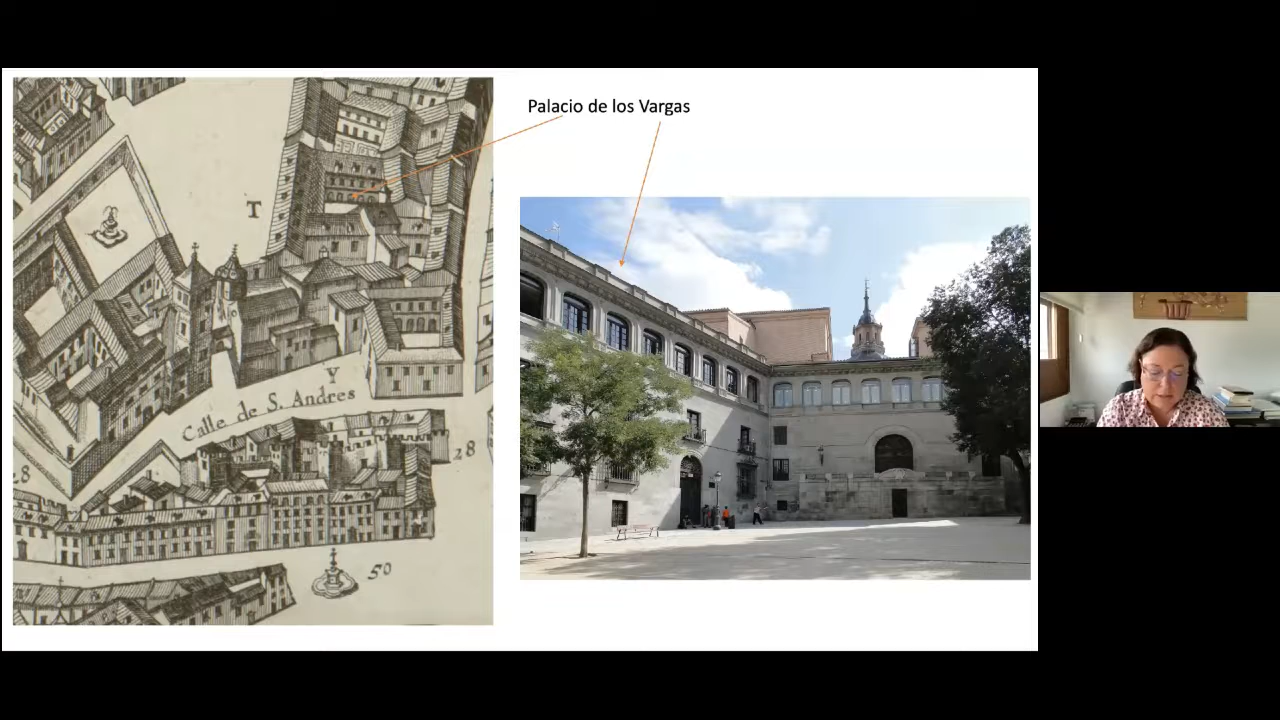 Palacio de los Vargas
T
Y
Calle de S. Andres
28
28
50